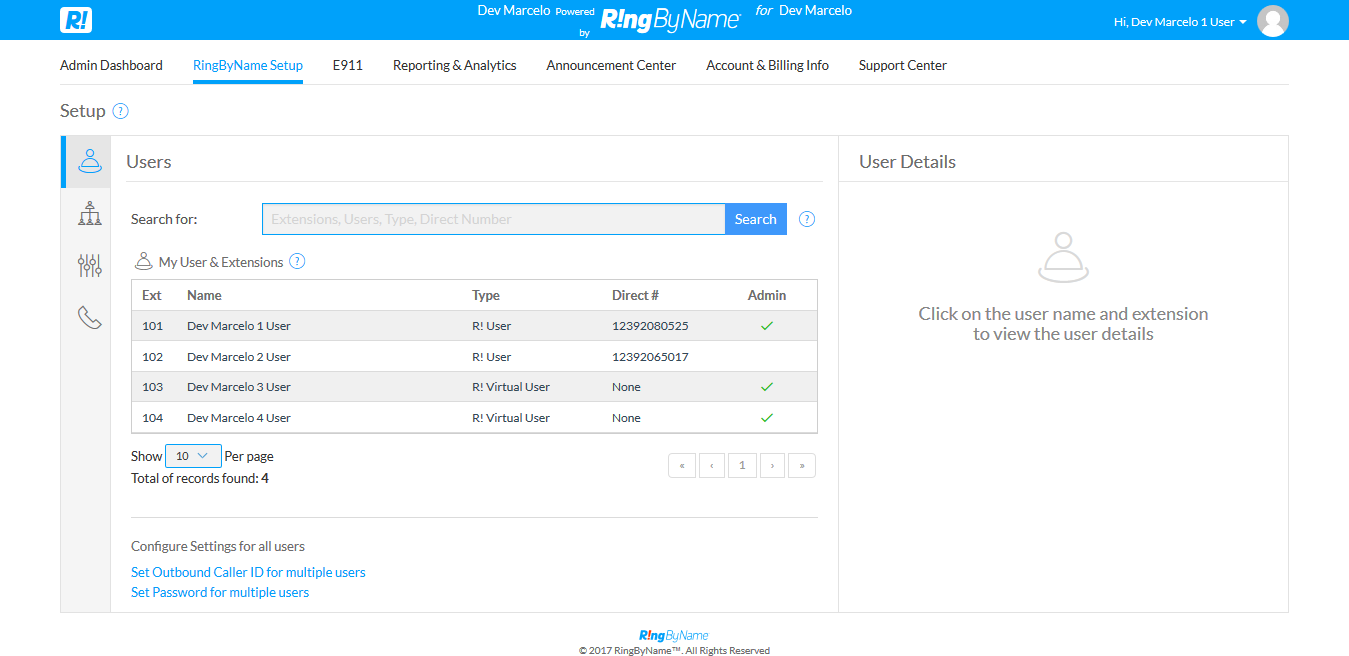 R!
Dev Marcelo Powered by R!ngByName for Dev Marcelo
Hi, Dev Marcelo 1 User
Admin Dashboard RingByName Setup E911 Reporting & Analytics Announcement Center Account & Billing Info Support Center
Setup ?
Users
Search for: Extensions, Users, Type, Direct Number Search ?
My User & Extensions ?
Ext Name Type Direct # Admin
101 Dev Marcelo 1 User R! User 12392080525
102 Dev Marcelo 2 User R! User 12392065017
103 Dev Marcelo 3 User R! Virtual User None
104 Dev Marcelo 4 User R! Virtual User None
Show 10 Per page
« ‹ 1 › »
Total of records found: 4
Configure Settings for all users
Set Outbound Caller ID for multiple users
Set Password for multiple users
User Details
Click on the user name and extension
to view the user details
R!ngByName
© 2017 RingByName™. All Rights Reserved